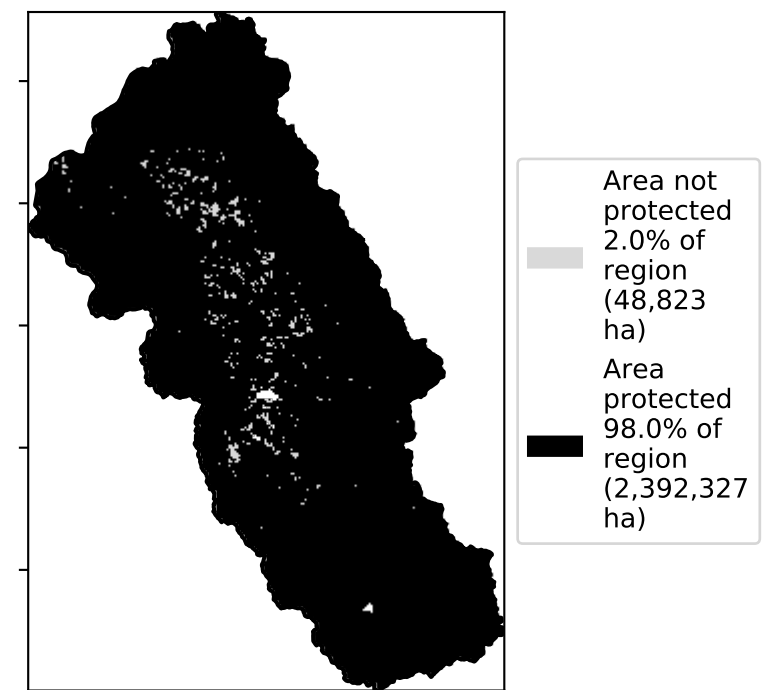 Area not
protected
2.0% of
region
(48,823
ha)
Area
protected
98.0% of
region
(2,392,327
ha)